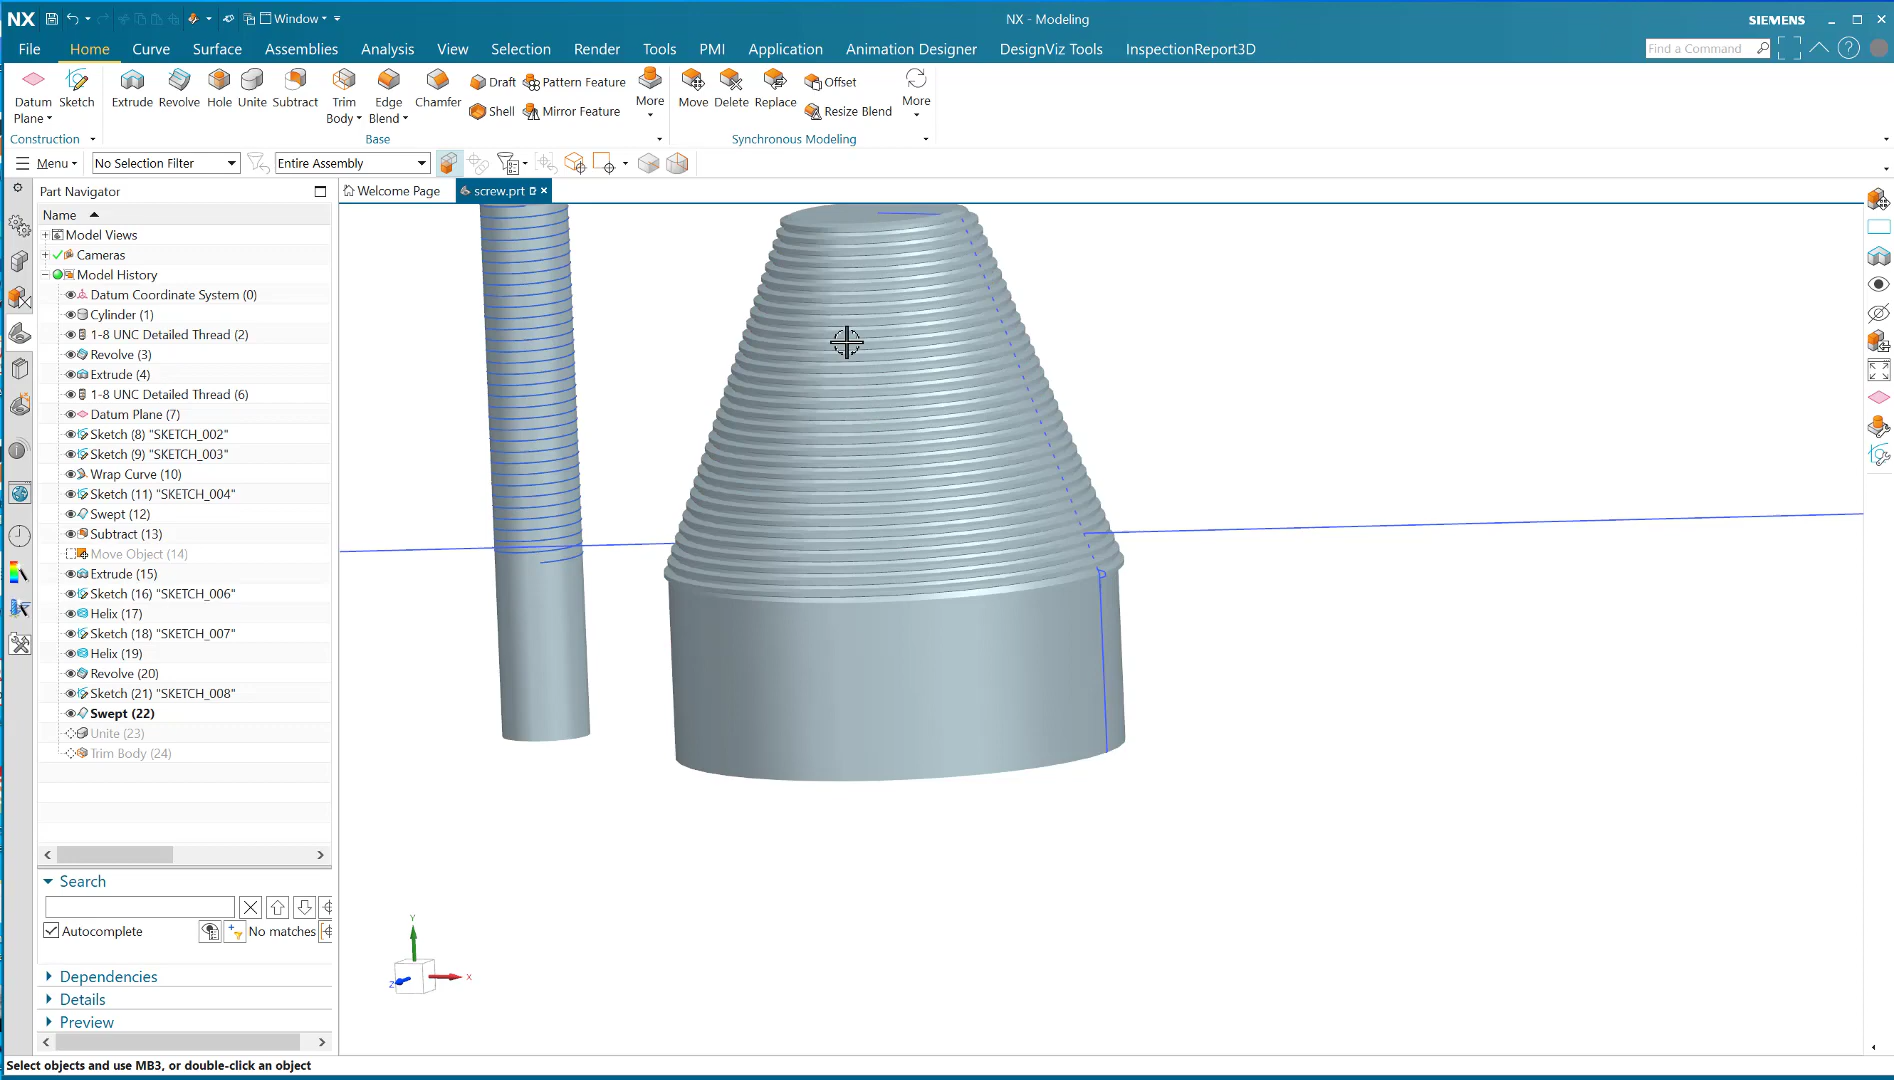 NX
Window
NX - Modeling
SIEMENS
File
Home
Curve
Surface
Assemblies
Analysis
View
Selection
Render
Tools
PMI
Application
Animation Designer
DesignViz Tools
InspectionReport3D
Find a Command
Datum Plane
Sketch
Extrude
Revolve
Hole
Unite
Subtract
Trim Body
Edge Blend
Chamfer
Draft
Shell
Pattern Feature
Mirror Feature
More
Move
Delete
Replace
Offset
Resize Blend
More
Construction
Base
Synchronous Modeling
Menu
No Selection Filter
Entire Assembly
Part Navigator
Welcome Page
screw.prt
Name
Model Views
Cameras
Model History
Datum Coordinate System (0)
Cylinder (1)
1-8 UNC Detailed Thread (2)
Revolve (3)
Extrude (4)
1-8 UNC Detailed Thread (6)
Datum Plane (7)
Sketch (8) "SKETCH_002"
Sketch (9) "SKETCH_003"
Wrap Curve (10)
Sketch (11) "SKETCH_004"
Swept (12)
Subtract (13)
Move Object (14)
Extrude (15)
Sketch (16) "SKETCH_006"
Helix (17)
Sketch (18) "SKETCH_007"
Helix (19)
Revolve (20)
Sketch (21) "SKETCH_008"
Swept (22)
Unite (23)
Trim Body (24)
Search
Autocomplete
No matches
Dependencies
Details
Preview
Y
X
Z
Select objects and use MB3, or double-click an object